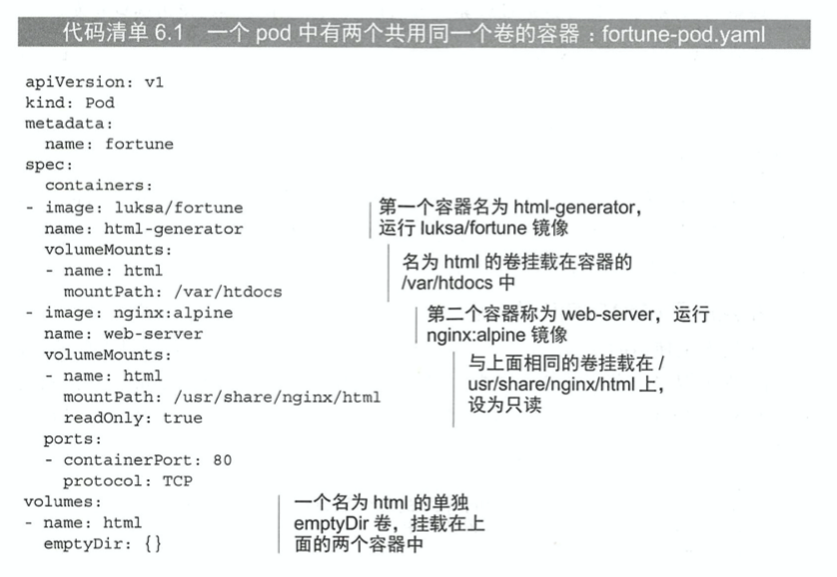 代码清单 6.1 一个 pod 中有两个共用同一个卷的容器：fortune-pod.yaml
apiVersion: v1
kind: Pod
metadata:
  name: fortune
spec:
  containers:
- image: luksa/fortune
  name: html-generator
  volumeMounts:
  - name: html
    mountPath: /var/htdocs
- image: nginx:alpine
  name: web-server
  volumeMounts:
  - name: html
    mountPath: /usr/share/nginx/html
    readOnly: true
  ports:
  - containerPort: 80
    protocol: TCP
volumes:
- name: html
  emptyDir: {}
第一个容器名为 html-generator，
运行 luksa/fortune 镜像
名为 html 的卷挂载在容器的
/var/htdocs 中
第二个容器称为 web-server，运行
nginx:alpine 镜像
与上面相同的卷挂载在 /
usr/share/nginx/html 上，
设为只读
一个名为 html 的单独
emptyDir 卷，挂载在上
面的两个容器中